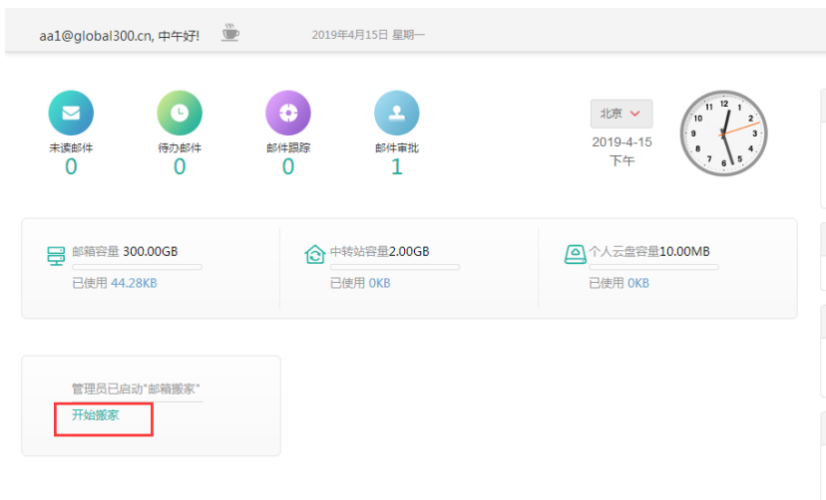 aa1@global300.cn, 中午好! 2019年4月15日 星期一
未读邮件 待办邮件 邮件跟踪 邮件审批
0 0 0 1
北京
2019-4-15
下午
11 12 1
10 2
9 3
8 4
7 6 5
邮箱容量 300.00GB 中转站容量2.00GB 个人云盘容量10.00MB
已使用 44.28KB 已使用 0KB 已使用 0KB
管理员已启动"邮箱搬家"
开始搬家